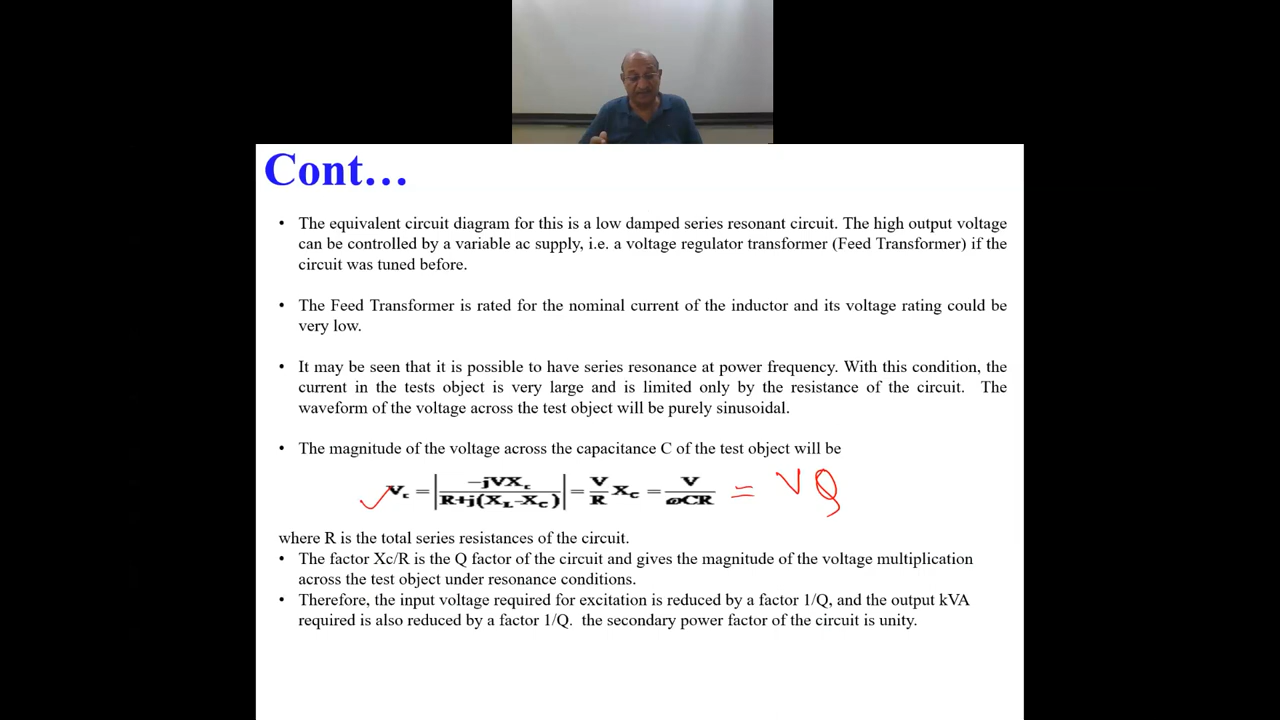 Cont…
• The equivalent circuit diagram for this is a low damped series resonant circuit. The high output voltage
can be controlled by a variable ac supply, i.e. a voltage regulator transformer (Feed Transformer) if the
circuit was tuned before.
• The Feed Transformer is rated for the nominal current of the inductor and its voltage rating could be
very low.
• It may be seen that it is possible to have series resonance at power frequency. With this condition, the
current in the tests object is very large and is limited only by the resistance of the circuit. The
waveform of the voltage across the test object will be purely sinusoidal.
• The magnitude of the voltage across the capacitance C of the test object will be
Vc = |−jVXc / R+j(XL−XC)| = V/R Xc = V/ωCR = VQ
where R is the total series resistances of the circuit.
• The factor Xc/R is the Q factor of the circuit and gives the magnitude of the voltage multiplication
across the test object under resonance conditions.
• Therefore, the input voltage required for excitation is reduced by a factor 1/Q, and the output kVA
required is also reduced by a factor 1/Q. the secondary power factor of the circuit is unity.